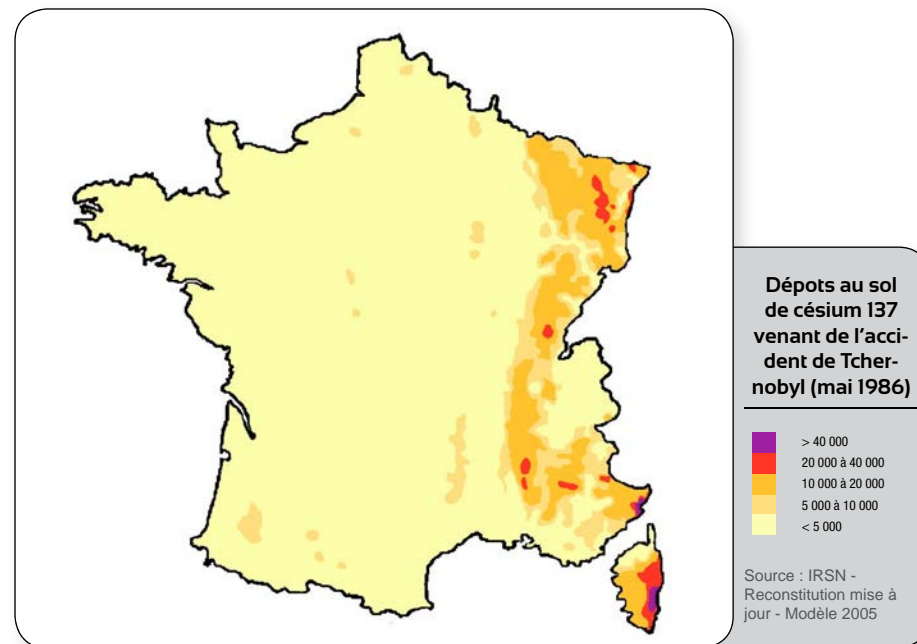 Dépots au sol
de césium 137
venant de l'acci-
dent de Tcher-
nobyl (mai 1986)
> 40 000
20 000 à 40 000
10 000 à 20 000
5 000 à 10 000
< 5 000
Source : IRSN -
Reconstitution mise à
jour - Modèle 2005